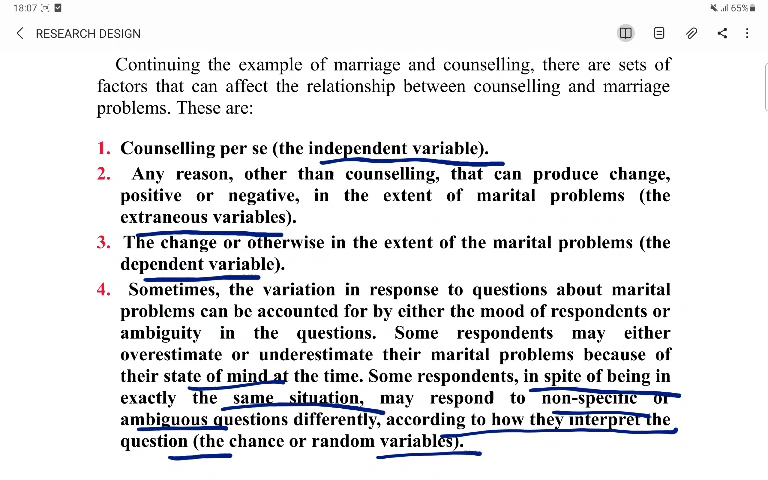 18:07
65%
RESEARCH DESIGN
Continuing the example of marriage and counselling, there are sets of
factors that can affect the relationship between counselling and marriage
problems. These are:
1. Counselling per se (the independent variable).
2. Any reason, other than counselling, that can produce change,
positive or negative, in the extent of marital problems (the
extraneous variables).
3. The change or otherwise in the extent of the marital problems (the
dependent variable).
4. Sometimes, the variation in response to questions about marital
problems can be accounted for by either the mood of respondents or
ambiguity in the questions. Some respondents may either
overestimate or underestimate their marital problems because of
their state of mind at the time. Some respondents, in spite of being in
exactly the same situation, may respond to non-specific or
ambiguous questions differently, according to how they interpret the
question (the chance or random variables).